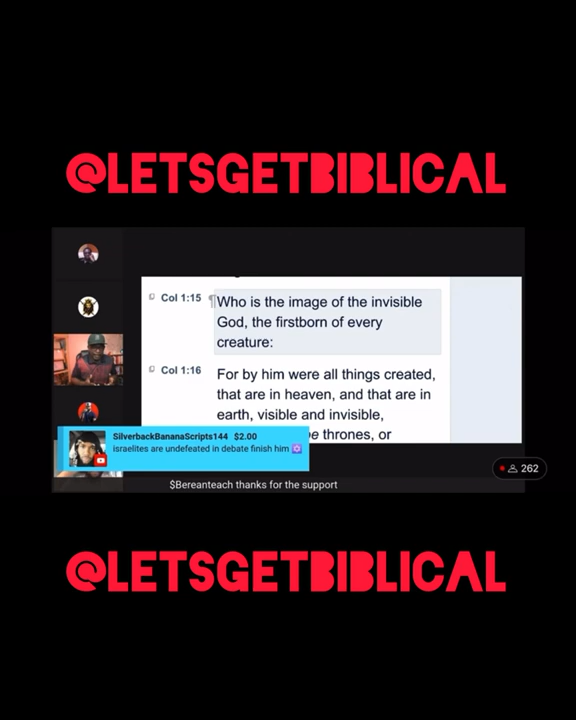 @LETSGETBIBLICAL
Col 1:15 ¶Who is the image of the invisible
God, the firstborn of every
creature:
Col 1:16 For by him were all things created,
that are in heaven, and that are in
earth, visible and invisible,
thrones, or
SilverbackBananaScripts144 $2.00
israelites are undefeated in debate finish him 🔯
262
$Bereanteach thanks for the support
@LETSGETBIBLICAL